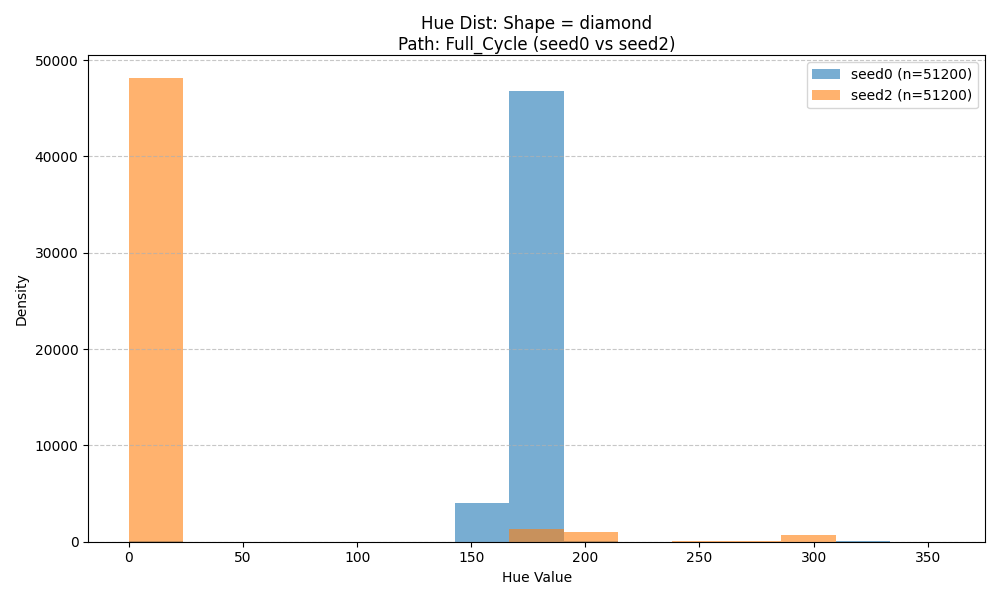 Hue Dist: Shape = diamond
Path: Full_Cycle (seed0 vs seed2)
seed0 (n=51200)
seed2 (n=51200)
Density
50000
40000
30000
20000
10000
0
0 50 100 150 200 250 300 350
Hue Value